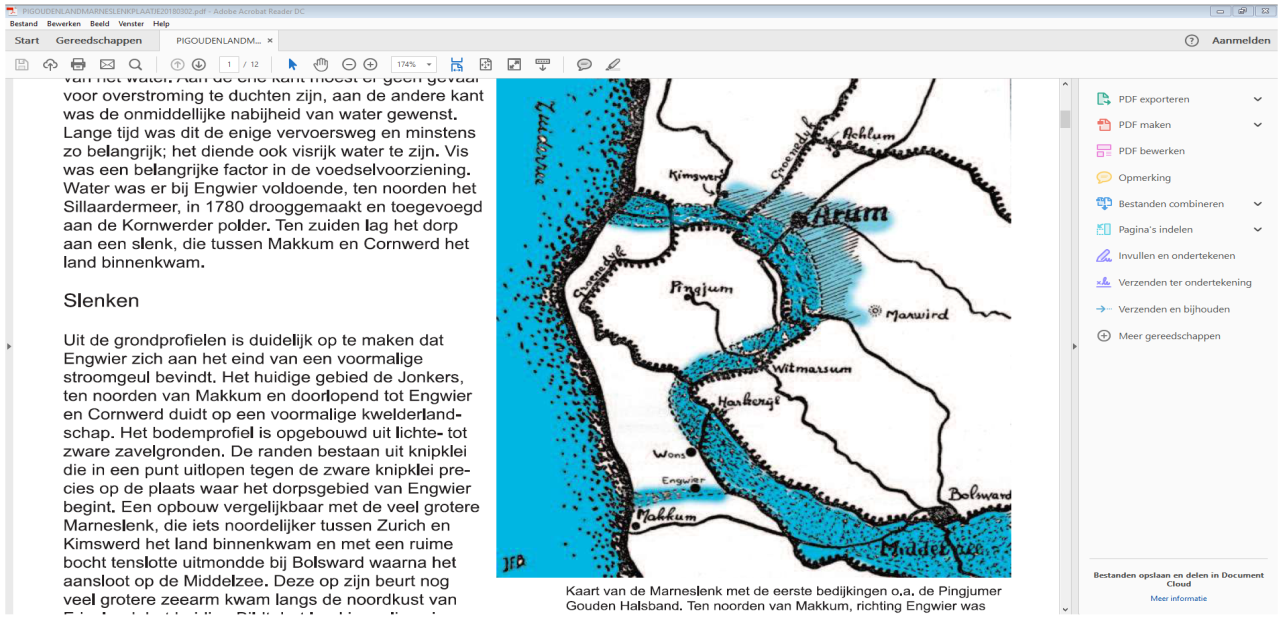 PIGOUDENLANDMARNESLENKPLAATJE20180302.pdf - Adobe Acrobat Reader DC
Bestand Bewerken Beeld Venster Help
Start Gereedschappen PIGOUDENLANDM... × ? Aanmelden
1 / 12 174%
van het water. Aan de ene kant moest er geen gevaar
voor overstroming te duchten zijn, aan de andere kant
was de onmiddellijke nabijheid van water gewenst.
Lange tijd was dit de enige vervoersweg en minstens
zo belangrijk; het diende ook visrijk water te zijn. Vis
was een belangrijke factor in de voedselvoorziening.
Water was er bij Engwier voldoende, ten norden het
Sillaardermeer, in 1780 drooggemaakt en toegevoegd
aan de Kornwerder polder. Ten zuiden lag het dorp
aan een slenk, die tussen Makkum en Cornwerd het
land binnenkwam.
Slenken
Uit de grondprofielen is duidelijk op te maken dat
Engwier zich aan het eind van een voormalige
stroomgeul bevindt. Het huidige gebied de Jonkers,
ten noorden van Makkum en doorlopend tot Engwier
en Cornwerd duidt op een voormalige kwelderland-
schap. Het bodemprofiel is opgebouwd uit lichte- tot
zware zavelgronden. De randen bestaan uit knipklei
die in een punt uitlopen tegen de zware knipklei pre-
cies op de plaats waar het dorpsgebied van Engwier
begint. Een opbouw vergelijkbaar met de veel grotere
Marneslenk, die iets noordelijker tussen Zurich en
Kimswerd het land binnenkwam en met een ruime
bocht tenslotte uitmondde bij Bolsward waarna het
aansloot op de Middelzee. Deze op zijn beurt nog
veel grotere zeearm kwam langs de noordkust van
Zuiderzee
Groenedyk
Achlum
Kimswerd
Arum
Groenedyk
Pingjum
Marwird
Witmarsum
Harkezijl
Wons
Engwier
Bolsward
Makkum
Middelzee
JFB
Kaart van de Marneslenk met de eerste bedijkingen o.a. de Pingjumer
Gouden Halsband. Ten noorden van Makkum, richting Engwier was
PDF exporteren
PDF maken
PDF bewerken
Opmerking
Bestanden combineren
Pagina's indelen
Invullen en ondertekenen
Verzenden ter ondertekening
Verzenden en bijhouden
Meer gereedschappen
Bestanden opslaan en delen in Document
Cloud
Meer informatie